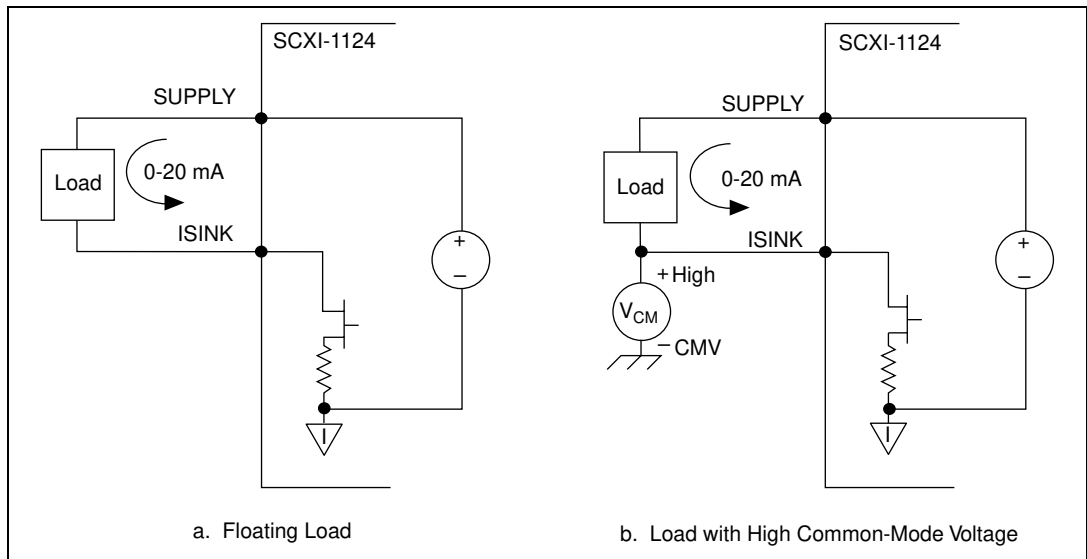 SCXI-1124
SUPPLY
Load
0-20 mA
ISINK
+
–
I
a. Floating Load
SCXI-1124
SUPPLY
Load
0-20 mA
ISINK
+High
VCM
– CMV
+
–
I
b. Load with High Common-Mode Voltage